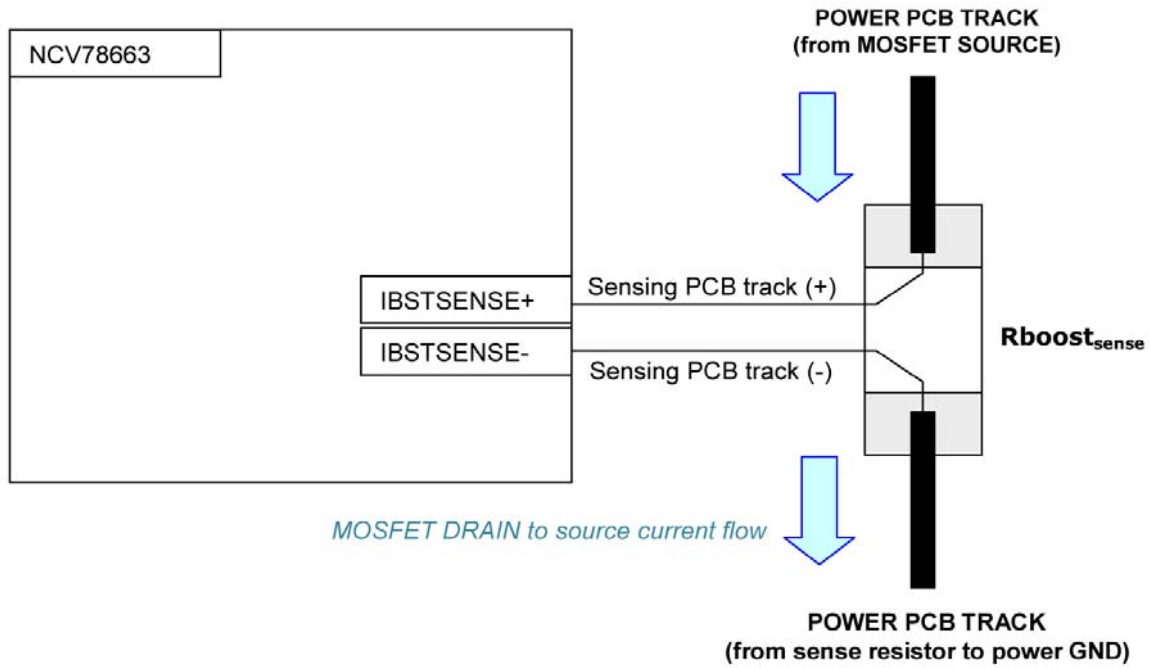 POWER PCB TRACK
(from MOSFET SOURCE)
NCV78663
IBSTSENSE+
Sensing PCB track (+)
IBSTSENSE-
Sensing PCB track (-)
Rboostsense
MOSFET DRAIN to source current flow
POWER PCB TRACK
(from sense resistor to power GND)